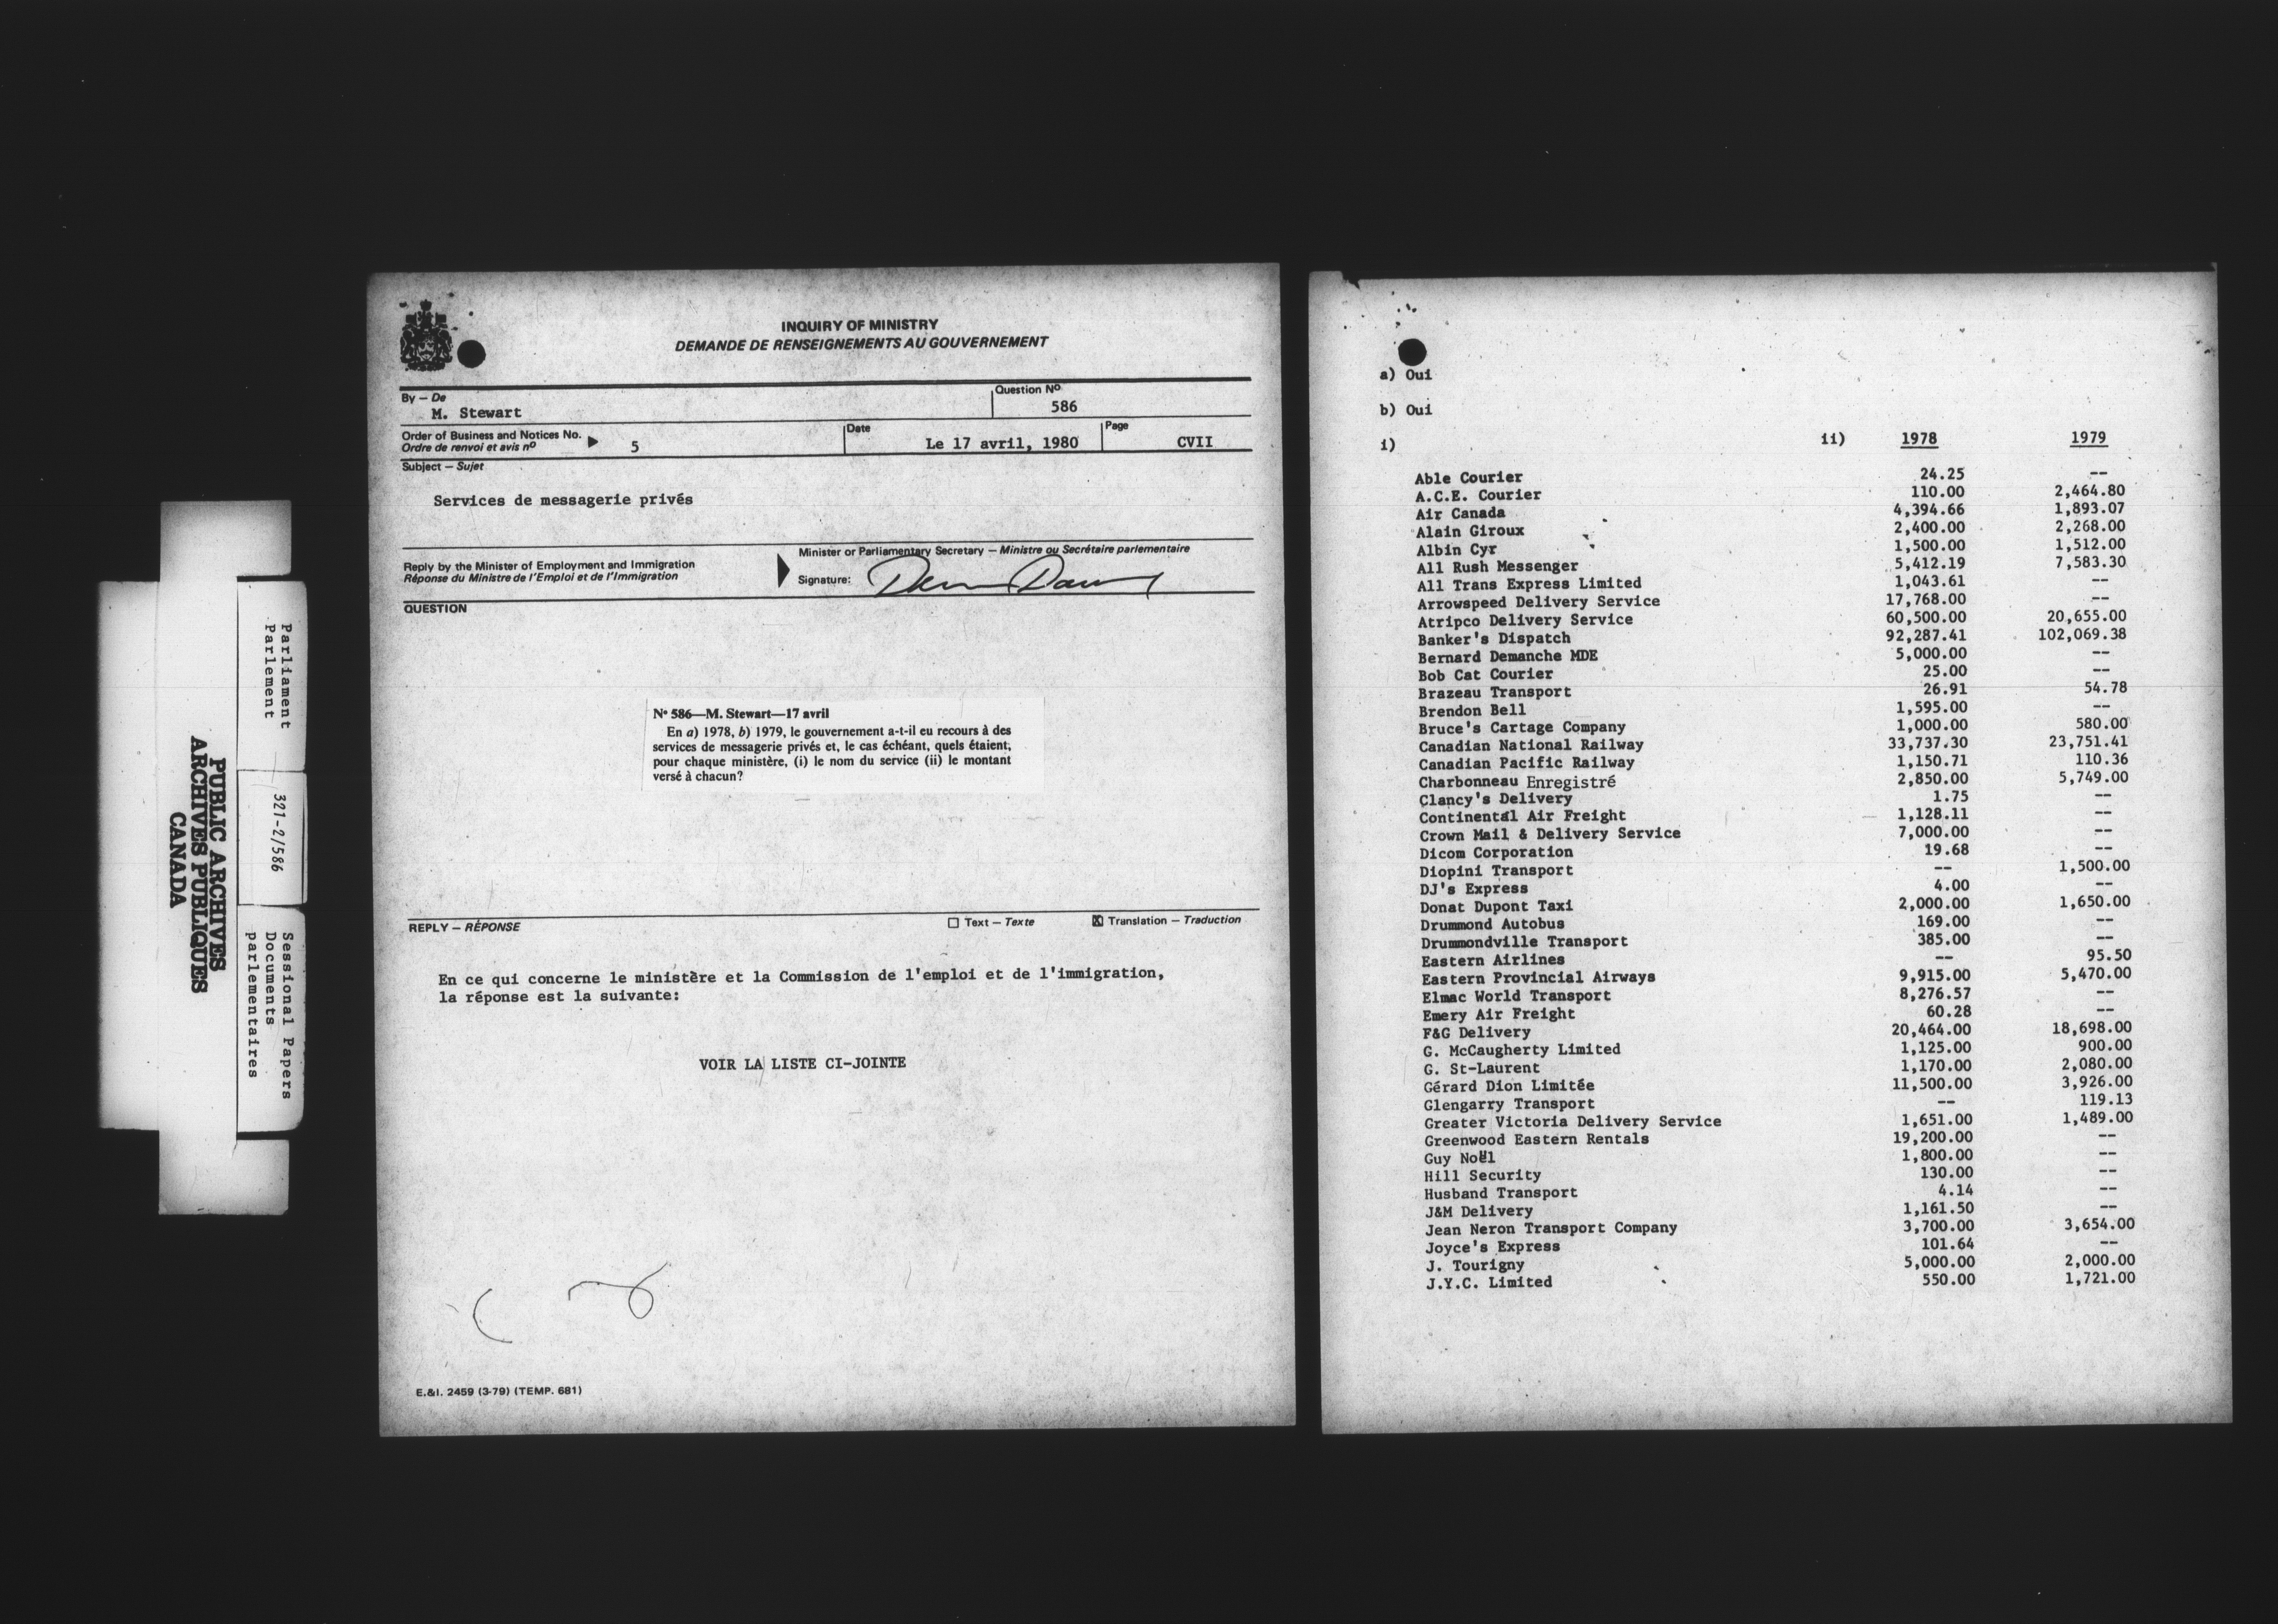 Parliament
Parlement
321-2/586
Sessional Papers
Documents
parlementaires
PUBLIC ARCHIVES
ARCHIVES PUBLIQUES
CANADA
INQUIRY OF MINISTRY
DEMANDE DE RENSEIGNEMENTS AU GOUVERNEMENT
By — De
M. Stewart
Question Nº
586
Order of Business and Notices No.
Ordre de renvoi et avis nº
5
Date
Le 17 avril, 1980
Page
CVII
Subject — Sujet
Services de messagerie privés
Reply by the Minister of Employment and Immigration
Réponse du Ministre de l'Emploi et de l'Immigration
Minister or Parliamentary Secretary — Ministre ou Secrétaire parlementaire
Signature:
QUESTION
Nº 586—M. Stewart—17 avril
En a) 1978, b) 1979, le gouvernement a-t-il eu recours à des
services de messagerie privés et, le cas échéant, quels étaient,
pour chaque ministère, (i) le nom du service (ii) le montant
versé à chacun?
REPLY — RÉPONSE
Text — Texte
X Translation — Traduction
En ce qui concerne le ministère et la Commission de l'emploi et de l'immigration,
la réponse est la suivante:
VOIR LA LISTE CI-JOINTE
E.&I. 2459 (3-79) (TEMP. 681)
a) Oui
b) Oui
i) ii) 1978 1979
Able Courier 24.25 --
A.C.E. Courier 110.00 2,464.80
Air Canada 4,394.66 1,893.07
Alain Giroux 2,400.00 2,268.00
Albin Cyr 1,500.00 1,512.00
All Rush Messenger 5,412.19 7,583.30
All Trans Express Limited 1,043.61 --
Arrowspeed Delivery Service 17,768.00 --
Atripco Delivery Service 60,500.00 20,655.00
Banker's Dispatch 92,287.41 102,069.38
Bernard Demanche MDE 5,000.00 --
Bob Cat Courier 25.00 --
Brazeau Transport 26.91 54.78
Brendon Bell 1,595.00 --
Bruce's Cartage Company 1,000.00 580.00
Canadian National Railway 33,737.30 23,751.41
Canadian Pacific Railway 1,150.71 110.36
Charbonneau Enregistré 2,850.00 5,749.00
Clancy's Delivery 1.75 --
Continental Air Freight 1,128.11 --
Crown Mail & Delivery Service 7,000.00 --
Dicom Corporation 19.68 --
Diopini Transport -- 1,500.00
DJ's Express 4.00 --
Donat Dupont Taxi 2,000.00 1,650.00
Drummond Autobus 169.00 --
Drummondville Transport 385.00 --
Eastern Airlines -- 95.50
Eastern Provincial Airways 9,915.00 5,470.00
Elmac World Transport 8,276.57 --
Emery Air Freight 60.28 --
F&G Delivery 20,464.00 18,698.00
G. McCaugherty Limited 1,125.00 900.00
G. St-Laurent 1,170.00 2,080.00
Gérard Dion Limitée 11,500.00 3,926.00
Glengarry Transport -- 119.13
Greater Victoria Delivery Service 1,651.00 1,489.00
Greenwood Eastern Rentals 19,200.00 --
Guy Noël 1,800.00 --
Hill Security 130.00 --
Husband Transport 4.14 --
J&M Delivery 1,161.50 --
Jean Neron Transport Company 3,700.00 3,654.00
Joyce's Express 101.64 --
J. Tourigny 5,000.00 2,000.00
J.Y.C. Limited 550.00 1,721.00